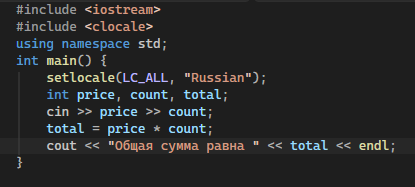 #include <iostream>
#include <clocale>
using namespace std;
int main() {
    setlocale(LC_ALL, "Russian");
    int price, count, total;
    cin >> price >> count;
    total = price * count;
    cout << "Общая сумма равна " << total << endl;
}